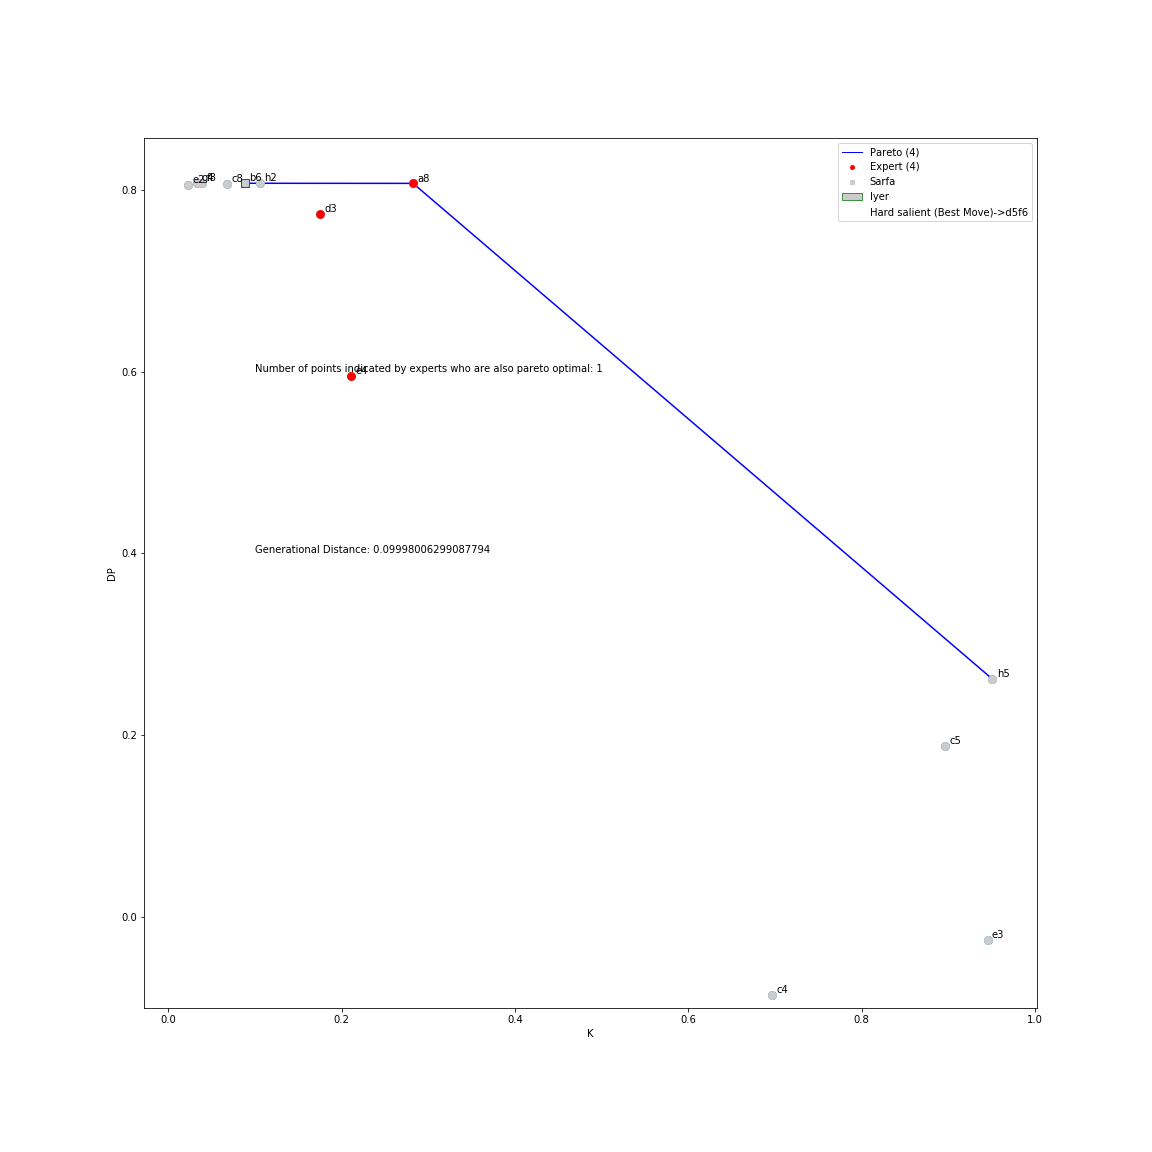 Pareto (4)
Expert (4)
Sarfa
Iyer
Hard salient (Best Move)->d5f6
0.8
e2
c8
b6
h2
a8
d3
0.6
Number of points indicated by experts who are also pareto optimal: 1
0.4
Generational Distance: 0.09998006299087794
DP
h5
c5
0.2
0.0
e3
c4
0.0
0.2
0.4
0.6
0.8
1.0
K